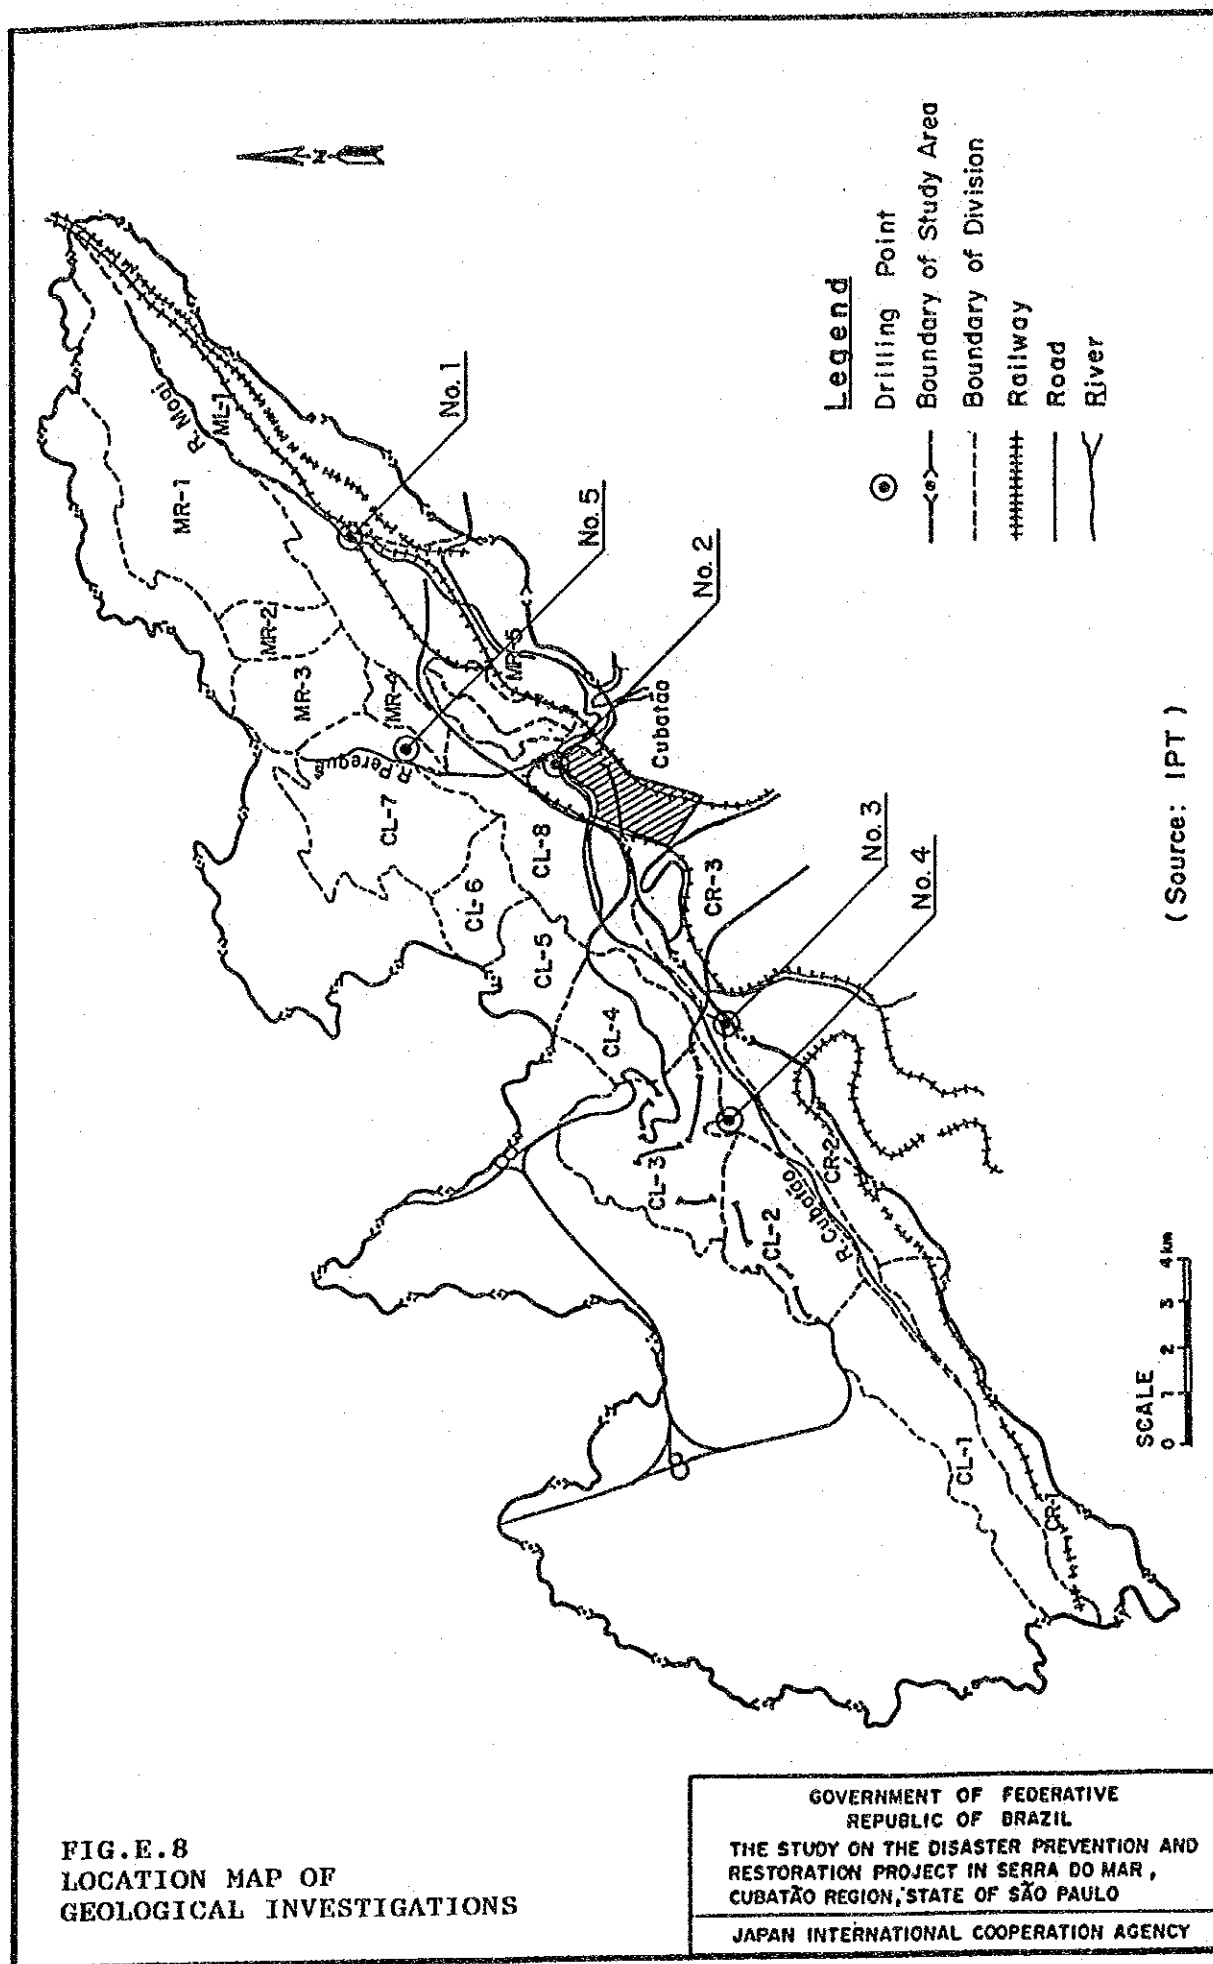 N
R. Mogi
ML-1
MR-1
No. 1
MR-2
MR-3
MR-4
MR-5
No. 5
R. Perequê
No. 2
Cubatão
CL-7
CL-8
CL-6
CL-5
CR-3
CL-4
No. 3
No. 4
CL-3
CL-2
R. Cubatão
CR-2
CL-1
CR-1
Legend
Drilling Point
Boundary of Study Area
Boundary of Division
Railway
Road
River
SCALE
0 1 2 3 4 km
(Source: IPT)
FIG.E.8
LOCATION MAP OF
GEOLOGICAL INVESTIGATIONS
GOVERNMENT OF FEDERATIVE
REPUBLIC OF BRAZIL
THE STUDY ON THE DISASTER PREVENTION AND
RESTORATION PROJECT IN SERRA DO MAR,
CUBATÃO REGION, STATE OF SÃO PAULO
JAPAN INTERNATIONAL COOPERATION AGENCY